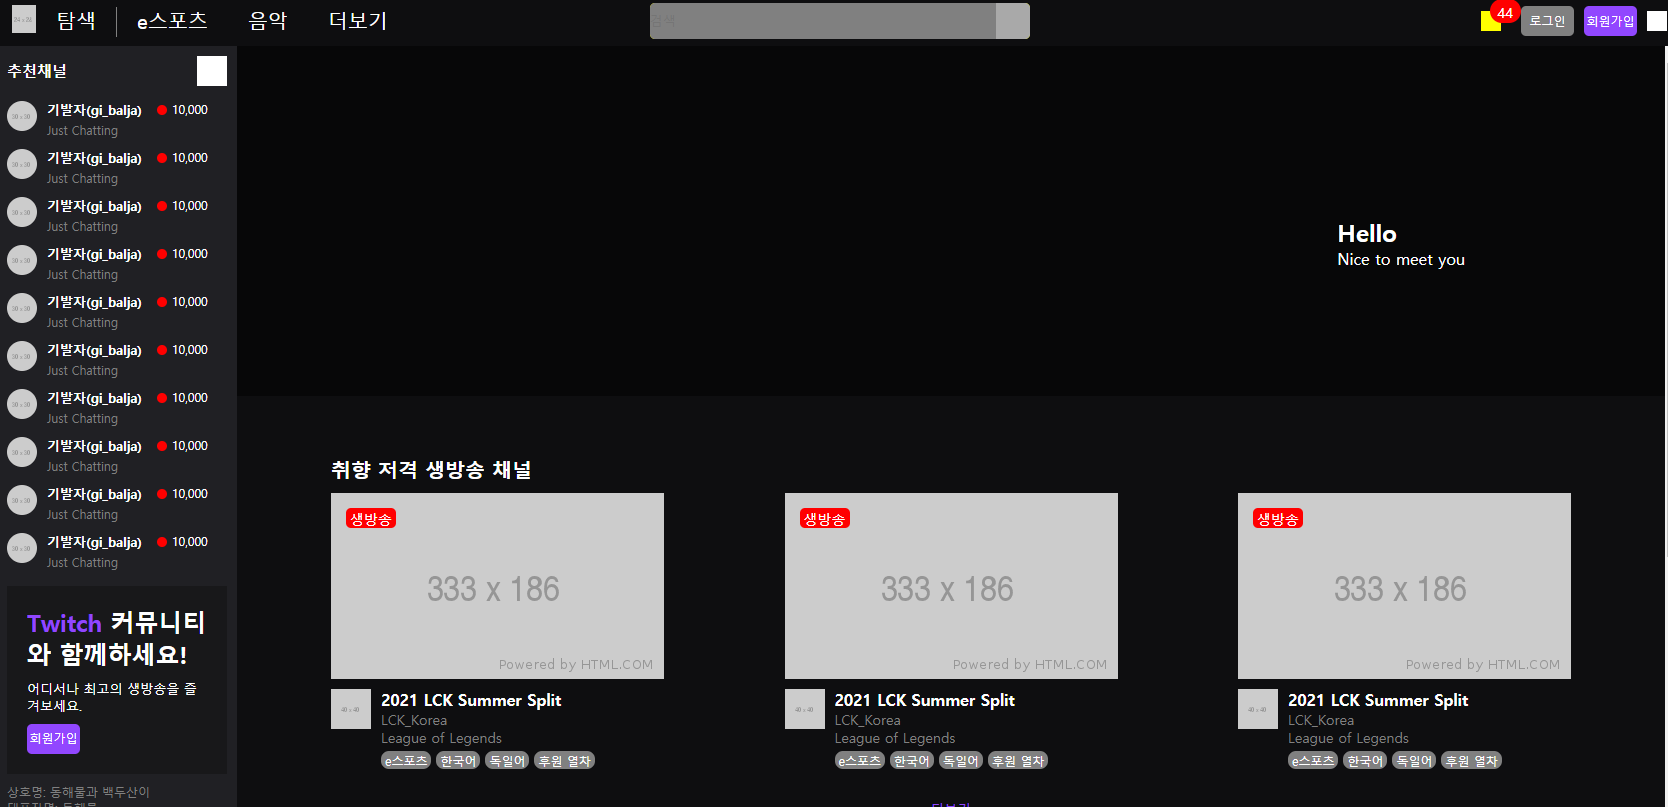 탐색
e스포츠
음악
더보기
검색
44
로그인
회원가입
추천채널
기발자(gi_balja) 10,000
Just Chatting
기발자(gi_balja) 10,000
Just Chatting
기발자(gi_balja) 10,000
Just Chatting
기발자(gi_balja) 10,000
Just Chatting
기발자(gi_balja) 10,000
Just Chatting
기발자(gi_balja) 10,000
Just Chatting
기발자(gi_balja) 10,000
Just Chatting
기발자(gi_balja) 10,000
Just Chatting
기발자(gi_balja) 10,000
Just Chatting
기발자(gi_balja) 10,000
Just Chatting
Twitch 커뮤니티
와 함께하세요!
어디서나 최고의 생방송을 즐
겨보세요.
회원가입
상호명: 동해물과 백두산이
Hello
Nice to meet you
취향 저격 생방송 채널
생방송
333 x 186
Powered by HTML.COM
2021 LCK Summer Split
LCK_Korea
League of Legends
e스포츠 한국어 독일어 후원 열차
생방송
333 x 186
Powered by HTML.COM
2021 LCK Summer Split
LCK_Korea
League of Legends
e스포츠 한국어 독일어 후원 열차
생방송
333 x 186
Powered by HTML.COM
2021 LCK Summer Split
LCK_Korea
League of Legends
e스포츠 한국어 독일어 후원 열차